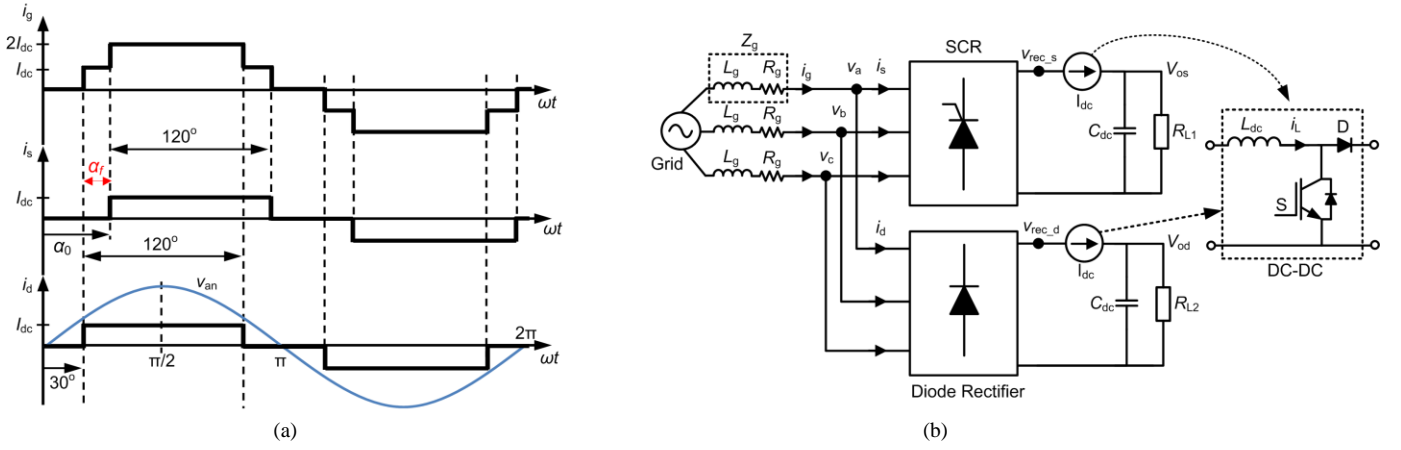 i_g
2I_dc
I_dc
ωt
120°
i_s
α_f
I_dc
ωt
α_0
120°
i_d
v_an
I_dc
2π
π/2
π
ωt
30°
(a)
Z_g
SCR
L_g R_g i_g v_a i_s
v_rec_s
V_os
I_dc
L_g R_g v_b
C_dc
R_L1
L_dc i_L D
Grid
L_g R_g v_c
S
i_d
v_rec_d
V_od
I_dc
DC-DC
C_dc
R_L2
Diode Rectifier
(b)